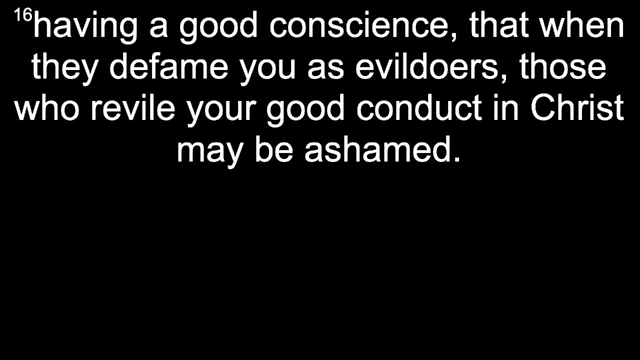 16having a good conscience, that when
they defame you as evildoers, those
who revile your good conduct in Christ
may be ashamed.